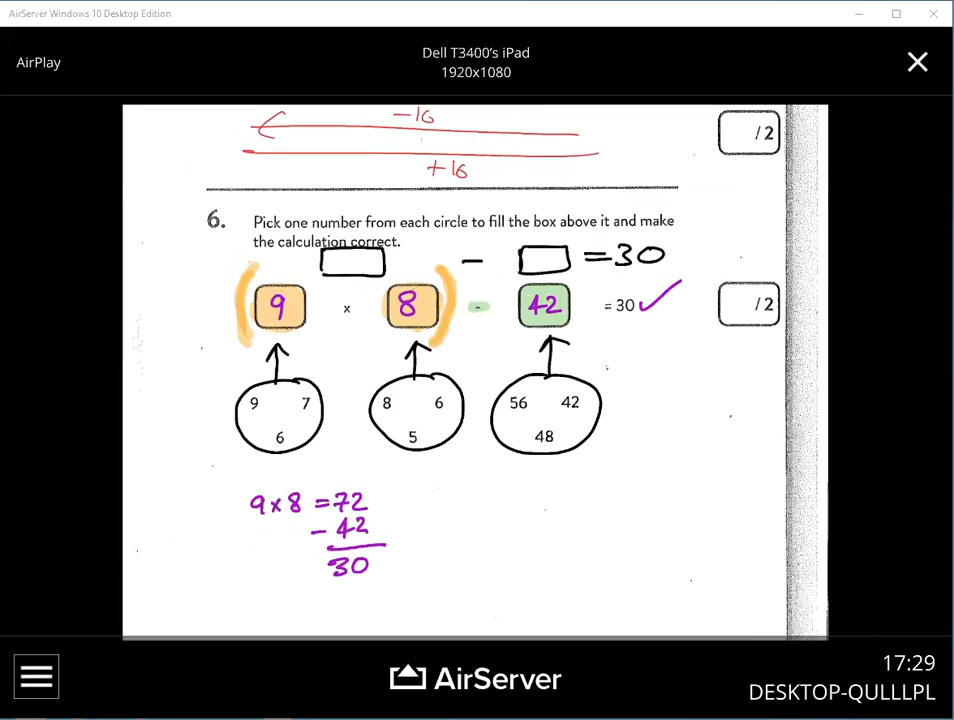 AirServer Windows 10 Desktop Edition
AirPlay
Dell T3400's iPad
1920x1080
-16
/2
+16
6. Pick one number from each circle to fill the box above it and make
the calculation correct.
- =30
9 x 8 - 42 = 30
/2
9 7
6
8 6
5
56 42
48
9x8 =72
- 42
30
AirServer
17:29
DESKTOP-QULLLPL